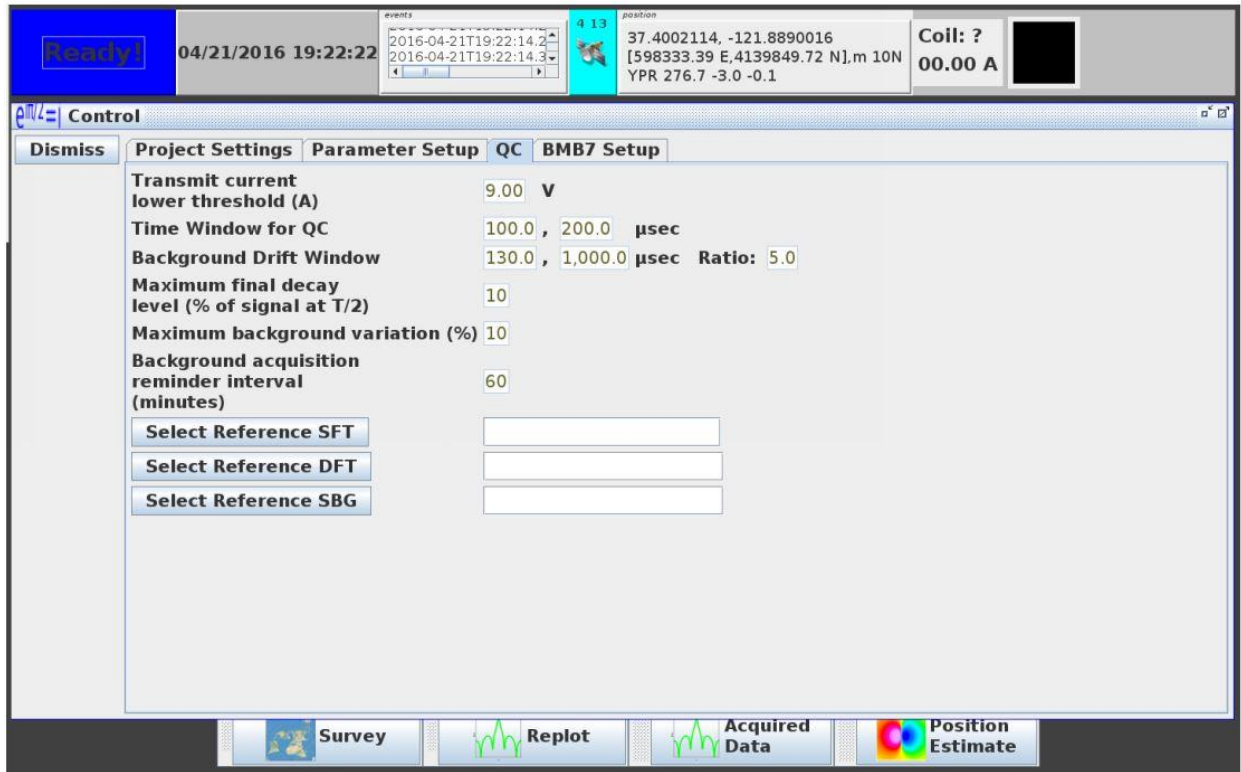 events
4 13
position
Ready!
04/21/2016 19:22:22
2016-04-21T19:22:14.2
2016-04-21T19:22:14.3
37.4002114, -121.8890016
[598333.39 E,4139849.72 N],m 10N
YPR 276.7 -3.0 -0.1
Coil: ?
00.00 A
Control
Dismiss
Project Settings Parameter Setup QC BMB7 Setup
Transmit current
lower threshold (A)
9.00 V
Time Window for QC 100.0 , 200.0 µsec
Background Drift Window 130.0 , 1,000.0 µsec Ratio: 5.0
Maximum final decay
level (% of signal at T/2)
10
Maximum background variation (%) 10
Background acquisition
reminder interval
(minutes)
60
Select Reference SFT
Select Reference DFT
Select Reference SBG
Survey
Replot
Acquired
Data
Position
Estimate